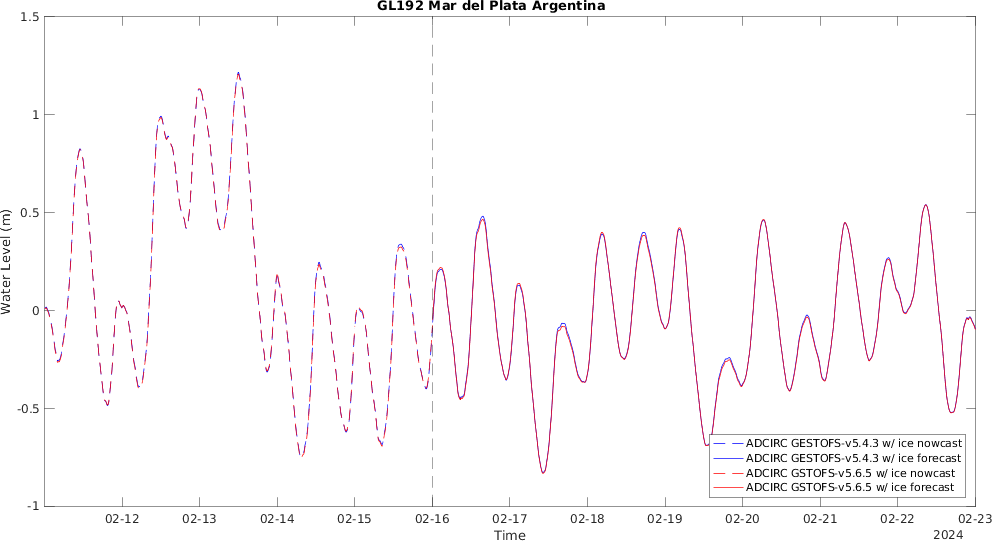 GL192 Mar del Plata Argentina
1.5
1
0.5
0
-0.5
-1
Water Level (m)
ADCIRC GESTOFS-v5.4.3 w/ ice nowcast
ADCIRC GESTOFS-v5.4.3 w/ ice forecast
ADCIRC GSTOFS-v5.6.5 w/ ice nowcast
ADCIRC GSTOFS-v5.6.5 w/ ice forecast
02-12 02-13 02-14 02-15 02-16 02-17 02-18 02-19 02-20 02-21 02-22 02-23
Time
2024